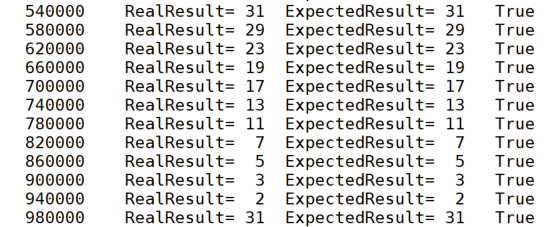 540000 RealResult= 31 ExpectedResult= 31 True
580000 RealResult= 29 ExpectedResult= 29 True
620000 RealResult= 23 ExpectedResult= 23 True
660000 RealResult= 19 ExpectedResult= 19 True
700000 RealResult= 17 ExpectedResult= 17 True
740000 RealResult= 13 ExpectedResult= 13 True
780000 RealResult= 11 ExpectedResult= 11 True
820000 RealResult= 7 ExpectedResult= 7 True
860000 RealResult= 5 ExpectedResult= 5 True
900000 RealResult= 3 ExpectedResult= 3 True
940000 RealResult= 2 ExpectedResult= 2 True
980000 RealResult= 31 ExpectedResult= 31 True